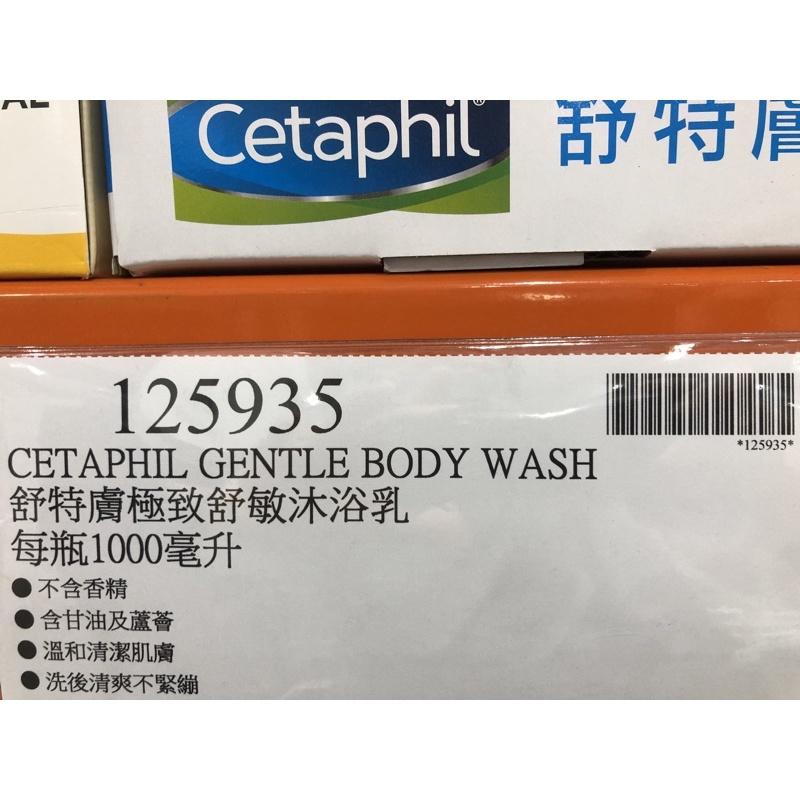 Cetaphil®
舒特膚
125935
*125935*
CETAPHIL GENTLE BODY WASH
舒特膚極致舒敏沐浴乳
每瓶1000毫升
● 不含香精
● 含甘油及蘆薈
● 溫和清潔肌膚
● 洗後清爽不緊繃